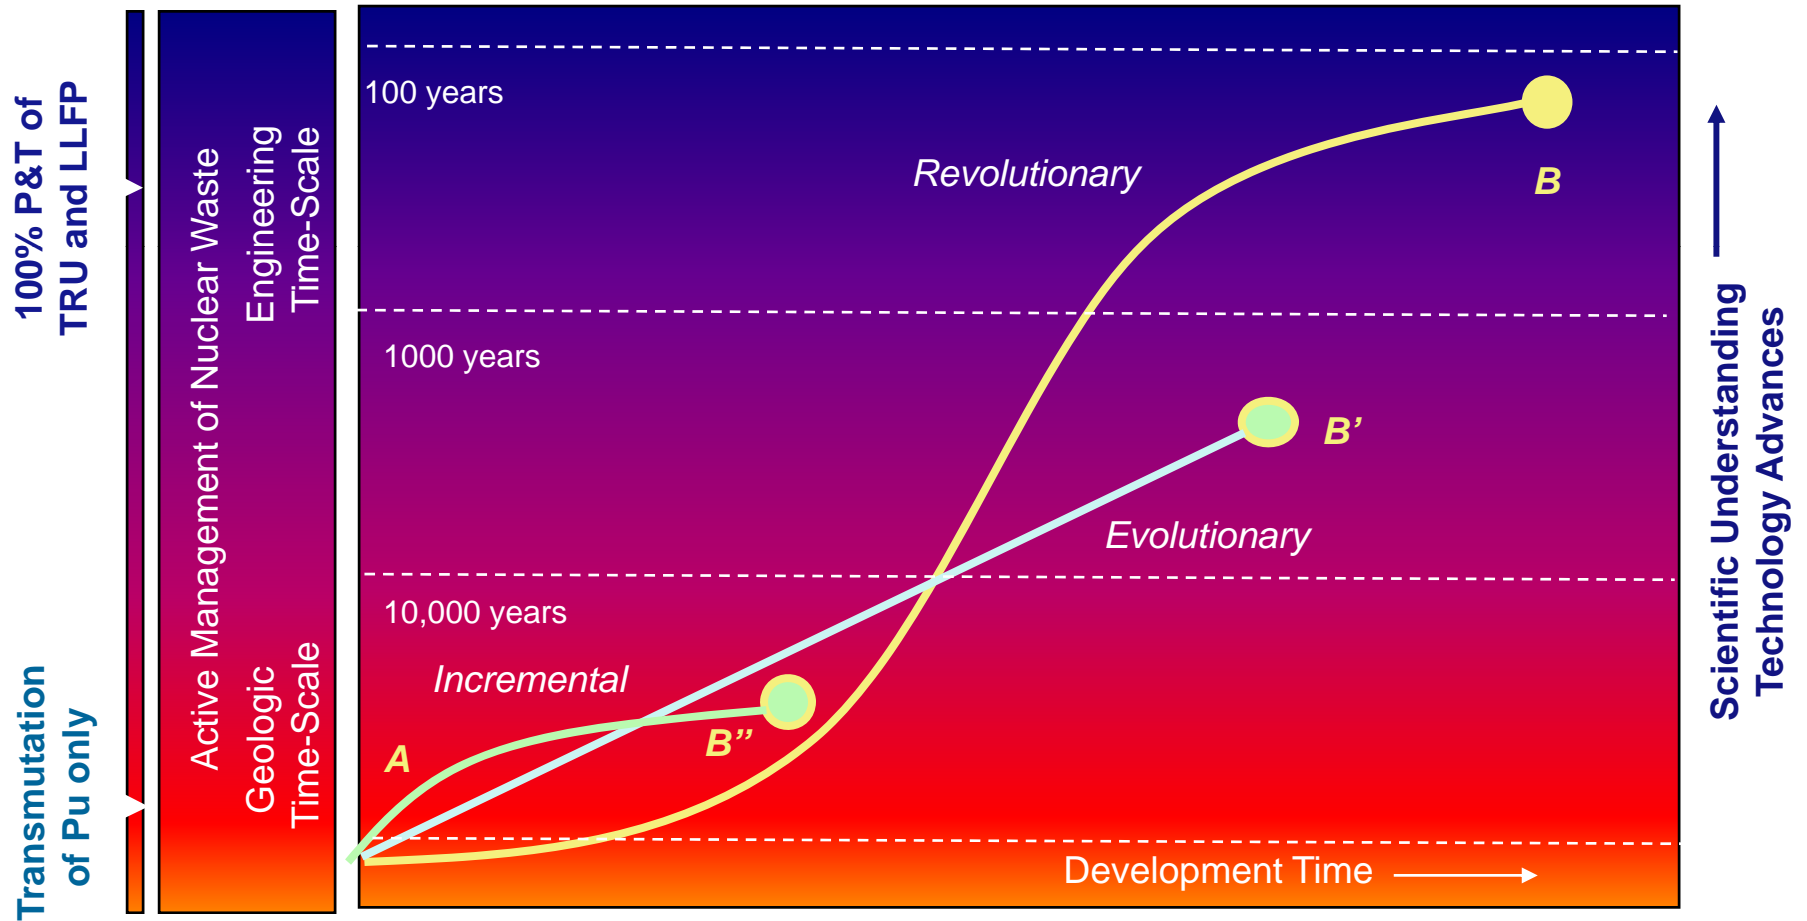 100% P&T of
TRU and LLFP
Transmutation
of Pu only
Active Management of Nuclear Waste
Engineering
Time-Scale
Geologic
Time-Scale
100 years
Revolutionary
B
1000 years
B’
Evolutionary
10,000 years
Incremental
A
B’’
Development Time
Scientific Understanding
Technology Advances